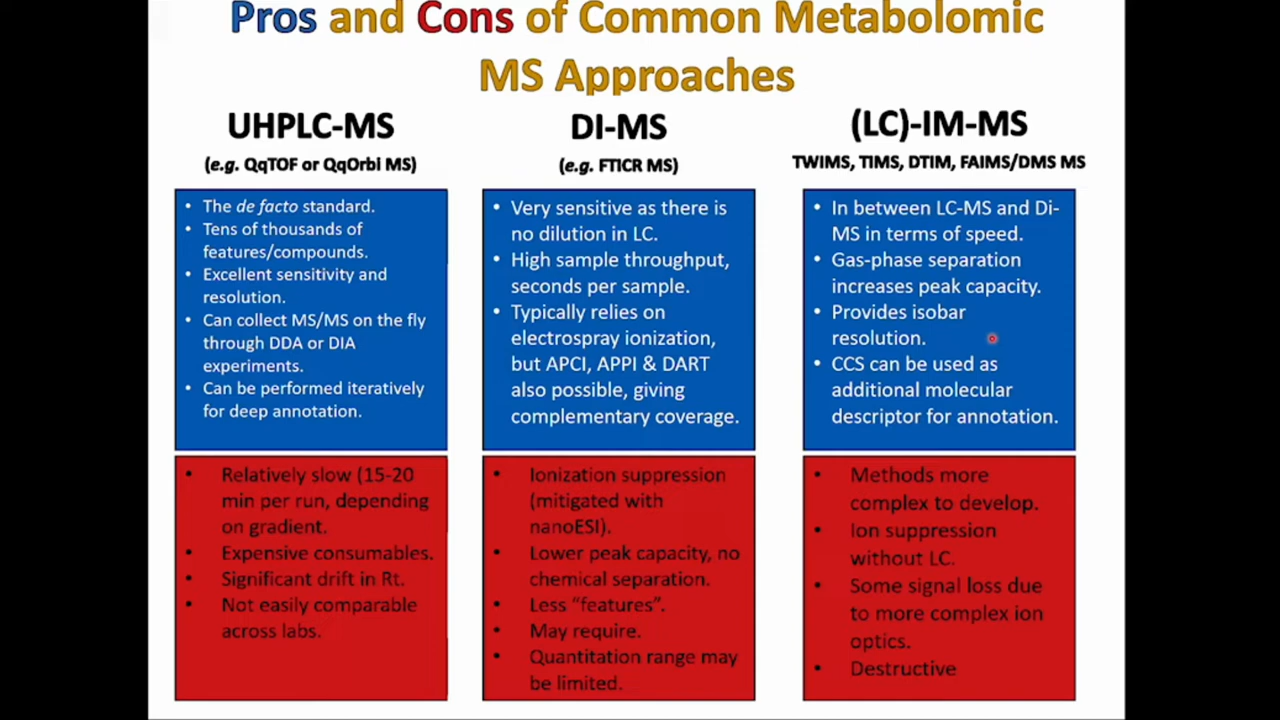 Pros and Cons of Common Metabolomic
MS Approaches
UHPLC-MS
(e.g. QqTOF or QqOrbi MS)
• The de facto standard.
• Tens of thousands of
features/compounds.
• Excellent sensitivity and
resolution.
• Can collect MS/MS on the fly
through DDA or DIA
experiments.
• Can be performed iteratively
for deep annotation.
• Relatively slow (15-20
min per run, depending
on gradient.
• Expensive consumables.
• Significant drift in Rt.
• Not easily comparable
across labs.
DI-MS
(e.g. FTICR MS)
• Very sensitive as there is
no dilution in LC.
• High sample throughput,
seconds per sample.
• Typically relies on
electrospray ionization,
but APCI, APPI & DART
also possible, giving
complementary coverage.
• Ionization suppression
(mitigated with
nanoESI).
• Lower peak capacity, no
chemical separation.
• Less “features”.
• May require.
• Quantitation range may
be limited.
(LC)-IM-MS
TWIMS, TIMS, DTIM, FAIMS/DMS MS
• In between LC-MS and Di-
MS in terms of speed.
• Gas-phase separation
increases peak capacity.
• Provides isobar
resolution.
• CCS can be used as
additional molecular
descriptor for annotation.
• Methods more
complex to develop.
• Ion suppression
without LC.
• Some signal loss due
to more complex ion
optics.
• Destructive